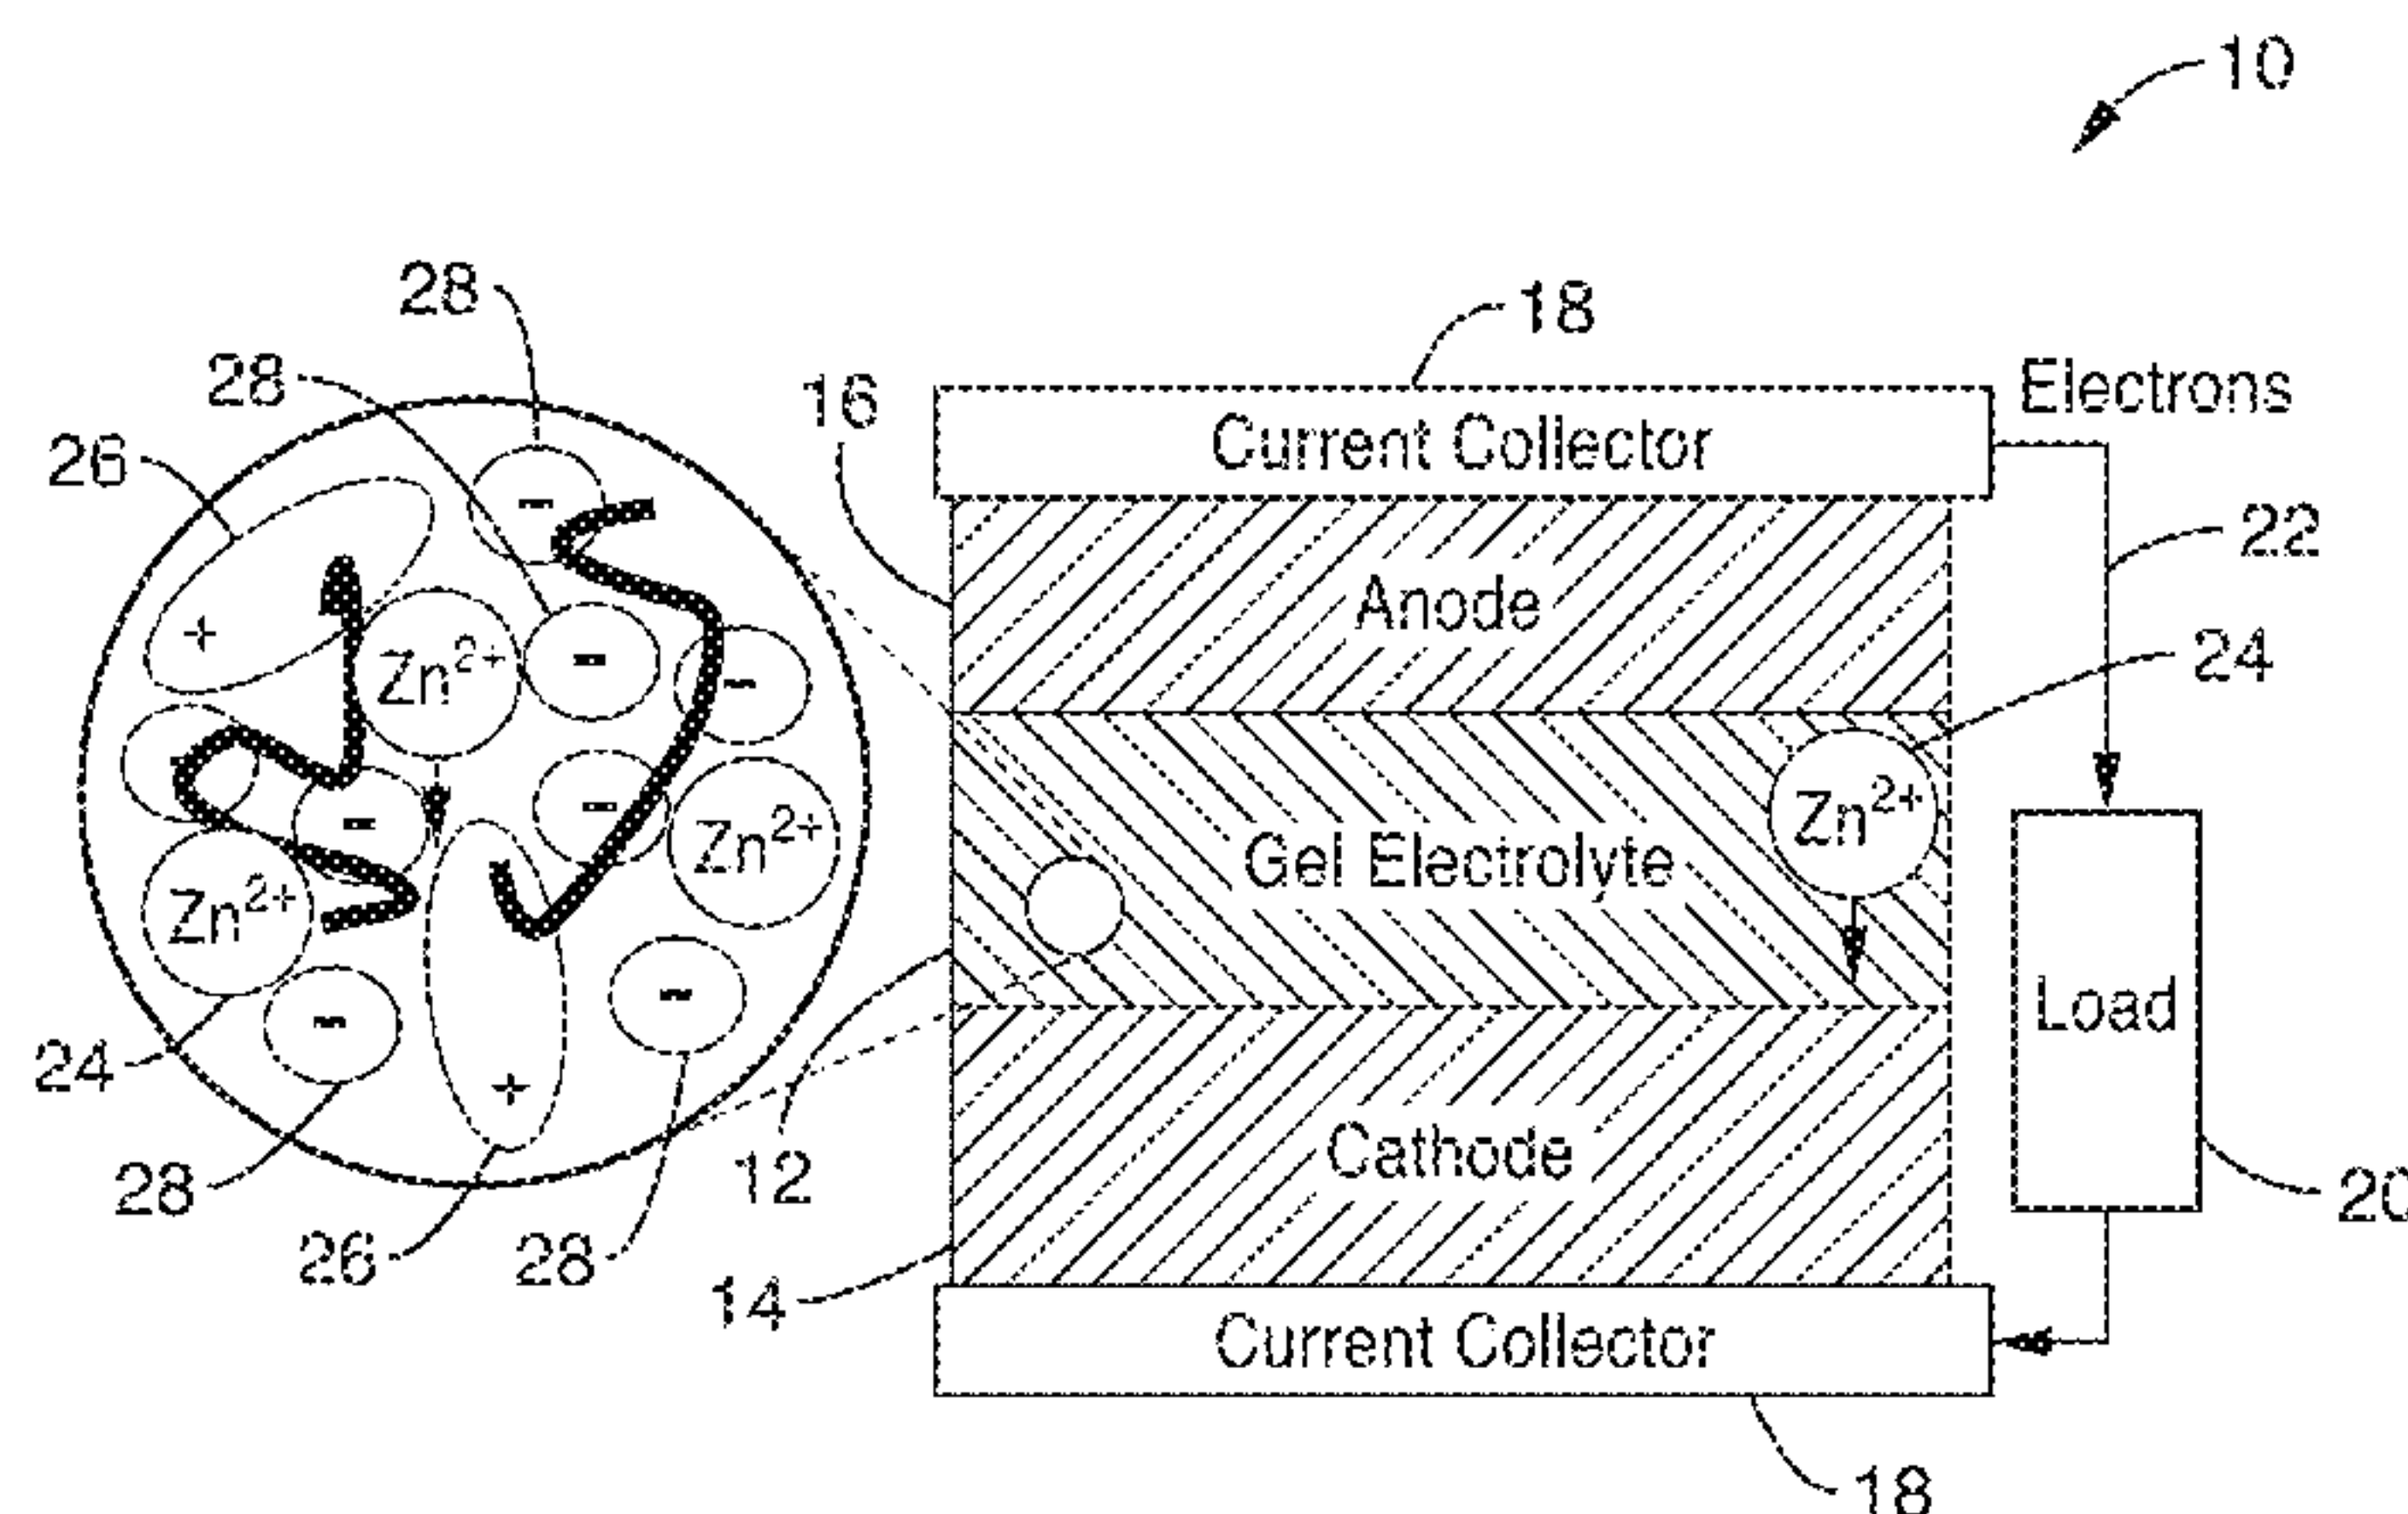 10
28
18
28
16
Electrons
Current Collector
26
-
22
Anode
+
Zn2+
-
-
24
Zn2+
-
-
Zn2+
Gel Electrolyte
Zn2+
-
-
Load
24
+
Cathode
12
28
20
26
28
14
Current Collector
18